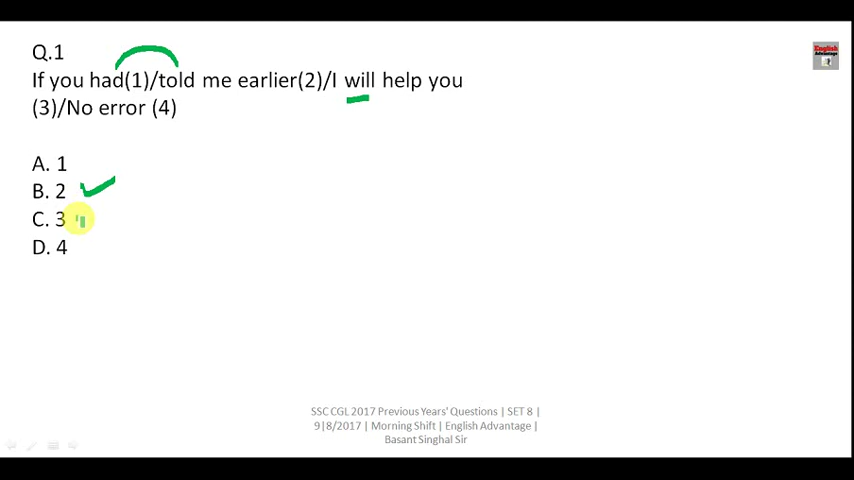 Q.1
If you had(1)/told me earlier(2)/I will help you
(3)/No error (4)
A. 1
B. 2
C. 3
D. 4
English
Advantage
SSC CGL 2017 Previous Years' Questions | SET 8 |
9|8/2017 | Morning Shift | English Advantage |
Basant Singhal Sir